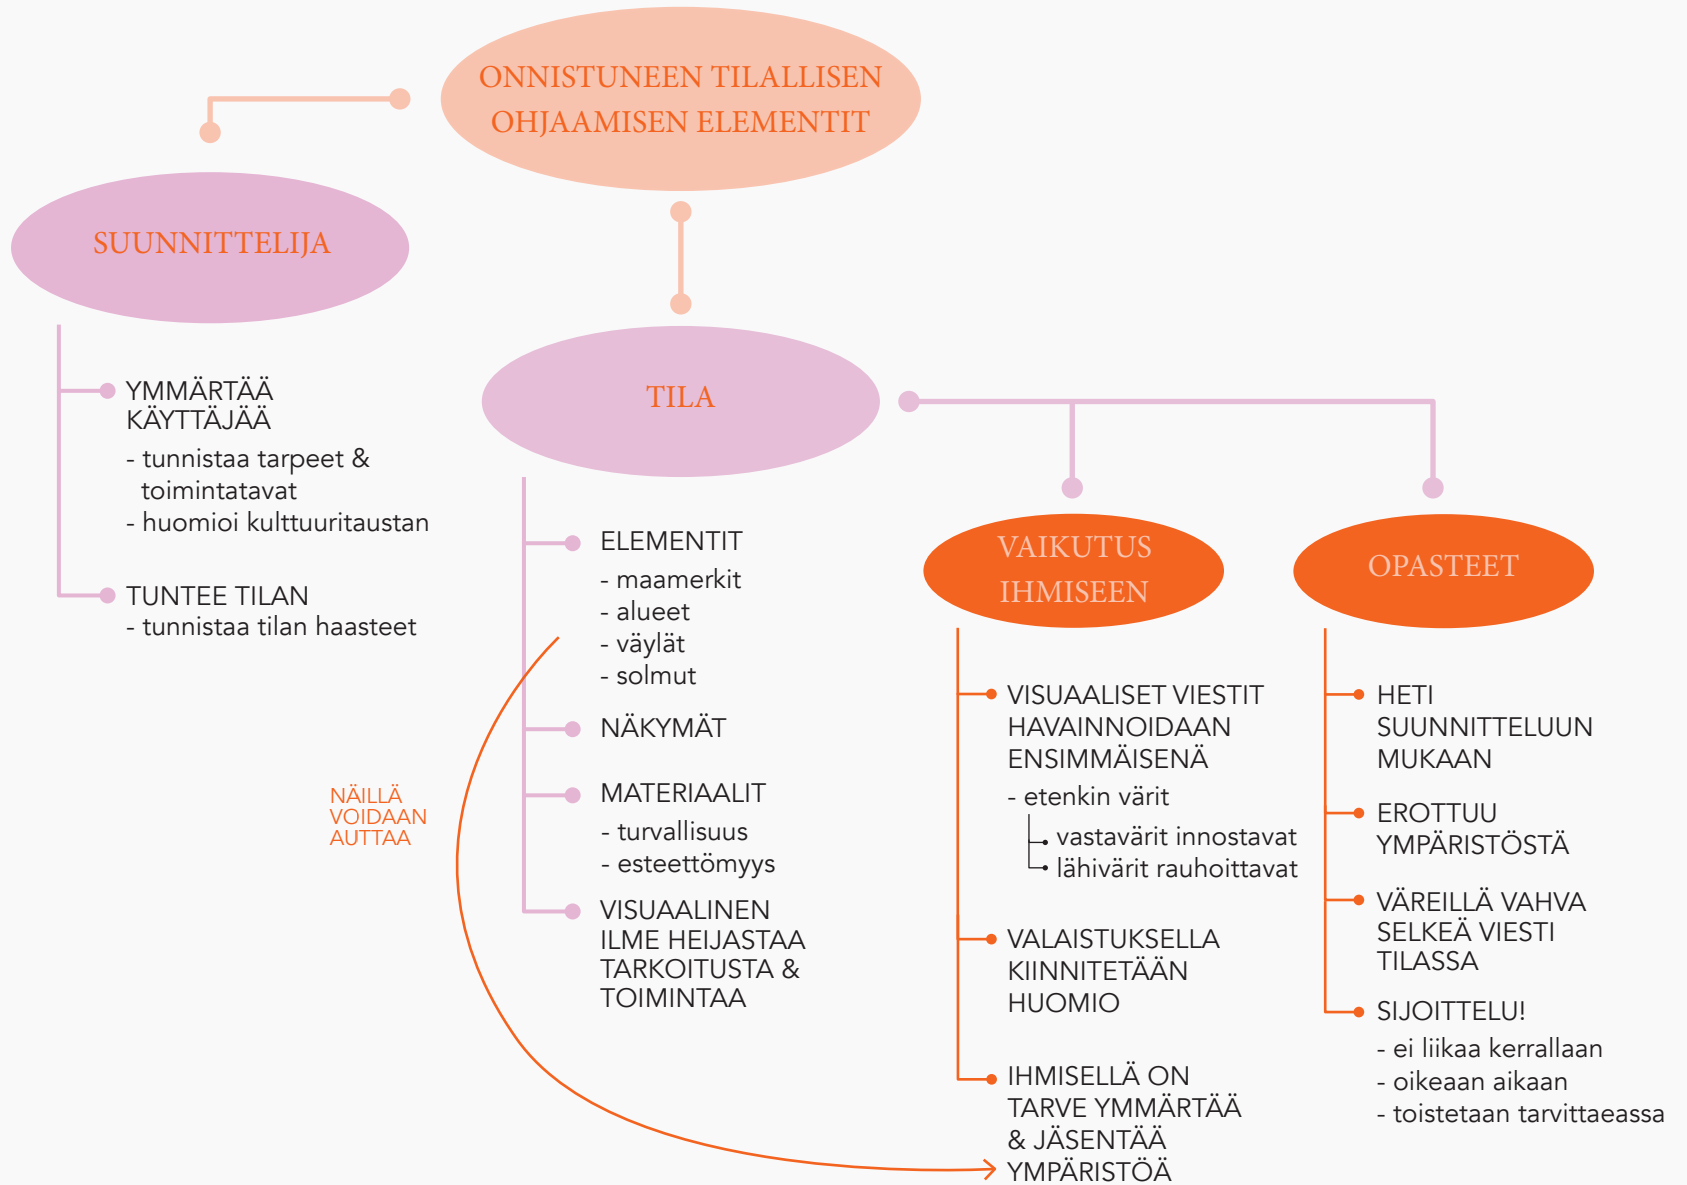 ONNISTUNEEN TILALLISEN
OHJAAMISEN ELEMENTIT
SUUNNITTELIJA
YMMÄRTÄÄ
KÄYTTÄJÄÄ
- tunnistaa tarpeet &
toimintatavat
- huomioi kulttuuritaustan
TUNTEE TILAN
- tunnistaa tilan haasteet
TILA
ELEMENTIT
- maamerkit
- alueet
- väylät
- solmut
NÄKYMÄT
MATERIAALIT
- turvallisuus
- esteettömyys
VISUAALINEN
ILME HEIJASTAA
TARKOITUSTA &
TOIMINTAA
NÄILLÄ
VOIDAAN
AUTTAA
VAIKUTUS
IHMISEEN
VISUAALISET VIESTIT
HAVAINNOIDAAN
ENSIMMÄISENÄ
- etenkin värit
vastavärit innostavat
lähivärit rauhoittavat
VALAISTUKSELLA
KIINNITETÄÄN
HUOMIO
IHMISELLÄ ON
TARVE YMMÄRTÄÄ
& JÄSENTÄÄ
YMPÄRISTÖÄ
OPASTEET
HETI
SUUNNITTELUUN
MUKAAN
EROTTUU
YMPÄRISTÖSTÄ
VÄREILLÄ VAHVA
SELKEÄ VIESTI
TILASSA
SIJOITTELU!
- ei liikaa kerrallaan
- oikeaan aikaan
- toistetaan tarvittaeassa